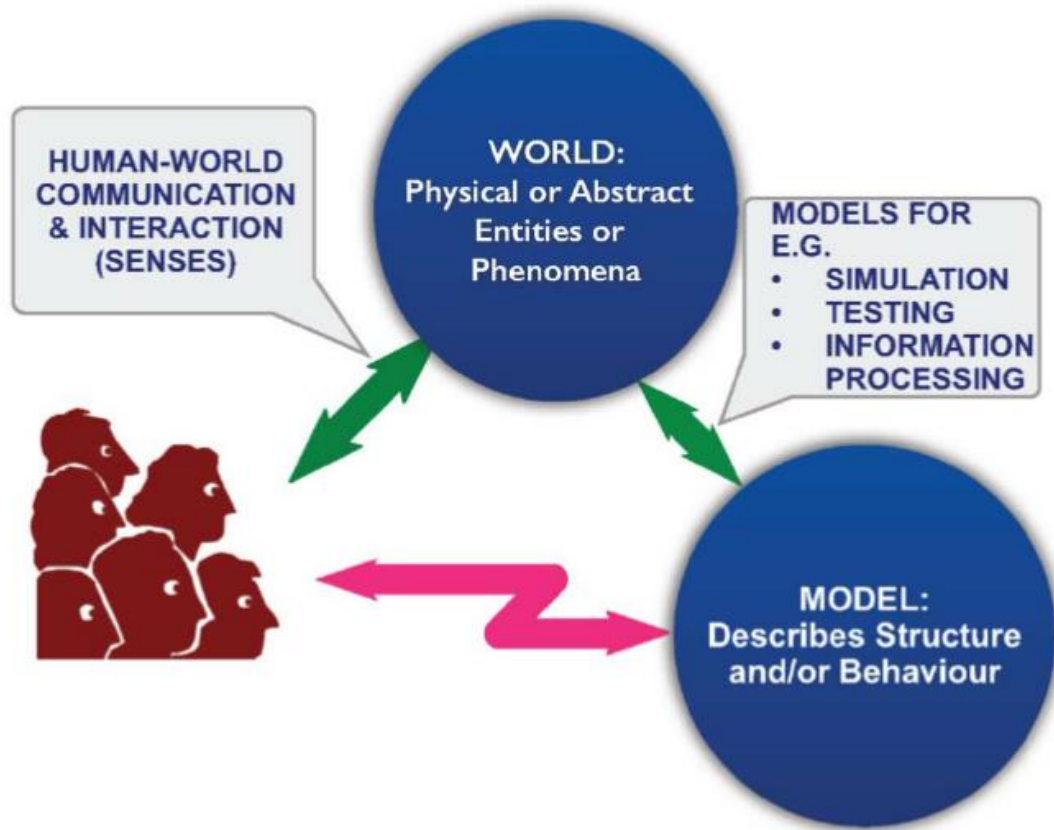 HUMAN-WORLD
COMMUNICATION
& INTERACTION
(SENSES)
WORLD:
Physical or Abstract
Entities or
Phenomena
MODELS FOR
E.G.
• SIMULATION
• TESTING
• INFORMATION
PROCESSING
MODEL:
Describes Structure
and/or Behaviour